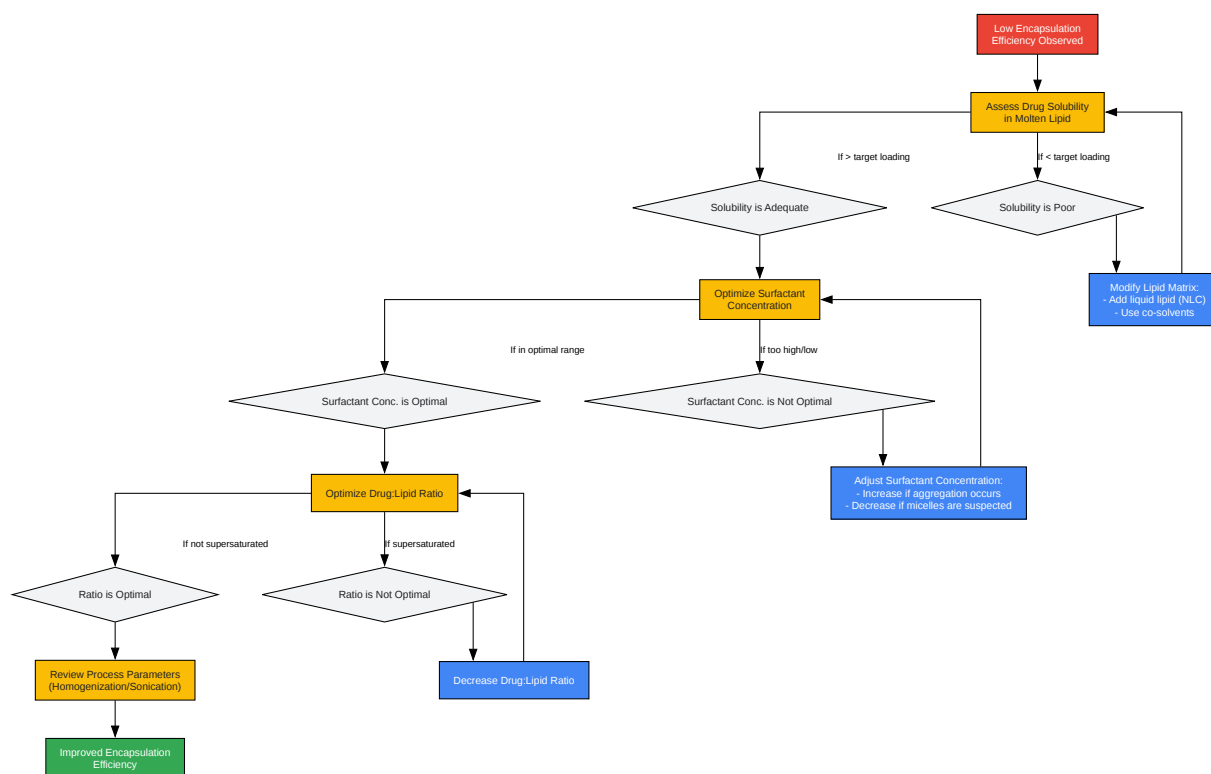 Low Encapsulation
Efficiency Observed
Assess Drug Solubility
in Molten Lipid
If > target loading
If < target loading
Solubility is Adequate
Solubility is Poor
Modify Lipid Matrix:
- Add liquid lipid (NLC)
- Use co-solvents
Optimize Surfactant
Concentration
If in optimal range
If too high/low
Surfactant Conc. is Optimal
Surfactant Conc. is Not Optimal
Adjust Surfactant Concentration:
- Increase if aggregation occurs
- Decrease if micelles are suspected
Optimize Drug:Lipid Ratio
If not supersaturated
If supersaturated
Ratio is Optimal
Ratio is Not Optimal
Review Process Parameters
(Homogenization/Sonication)
Decrease Drug:Lipid Ratio
Improved Encapsulation
Efficiency